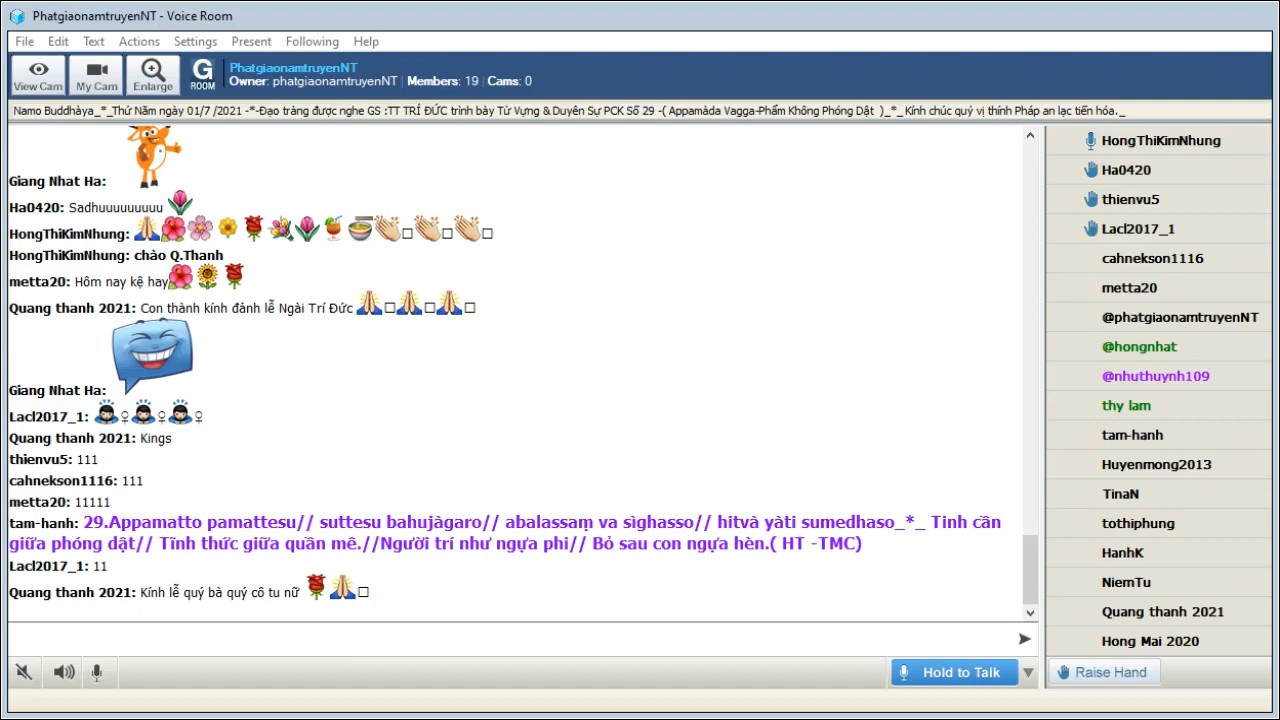 PhatgiaonamtruyenNT - Voice Room
File Edit Text Actions Settings Present Following Help
View Cam My Cam Enlarge G ROOM
PhatgiaonamtruyenNT
Owner: phatgiaonamtruyenNT Members: 19 Cams: 0
Namo Buddhàya_*_Thứ Năm ngày 01/7 /2021 -*-Đạo tràng được nghe GS :TT TRÍ ĐỨC trình bày Từ Vựng & Duyên Sự PCK Số 29 -( Appamàda Vagga-Phẩm Không Phóng Dật )_*_Kính chúc quý vị thính Pháp an lạc tiến hóa._
Giang Nhat Ha:
Ha0420: Sadhuuuuuuuuu
HongThiKimNhung:
HongThiKimNhung: chào Q.Thanh
metta20: Hôm nay kệ hay
Quang thanh 2021: Con thành kính đảnh lễ Ngài Trí Đức
Giang Nhat Ha:
Lacl2017_1:
Quang thanh 2021: Kings
thienvu5: 111
cahnekson1116: 111
metta20: 11111
tam-hanh: 29.Appamatto pamattesu// suttesu bahujàgaro// abalassaṃ va sìghasso// hitvà yàti sumedhaso_*_ Tinh cần
giữa phóng dật// Tĩnh thức giữa quần mê.//Người trí như ngựa phi// Bỏ sau con ngựa hèn.( HT -TMC)
Lacl2017_1: 11
Quang thanh 2021: Kính lễ quý bà quý cô tu nữ
Hold to Talk
HongThiKimNhung
Ha0420
thienvu5
Lacl2017_1
cahnekson1116
metta20
@phatgiaonamtruyenNT
@hongnhat
@nhuthuynh109
thy lam
tam-hanh
Huyenmong2013
TinaN
tothiphung
HanhK
NiemTu
Quang thanh 2021
Hong Mai 2020
Raise Hand